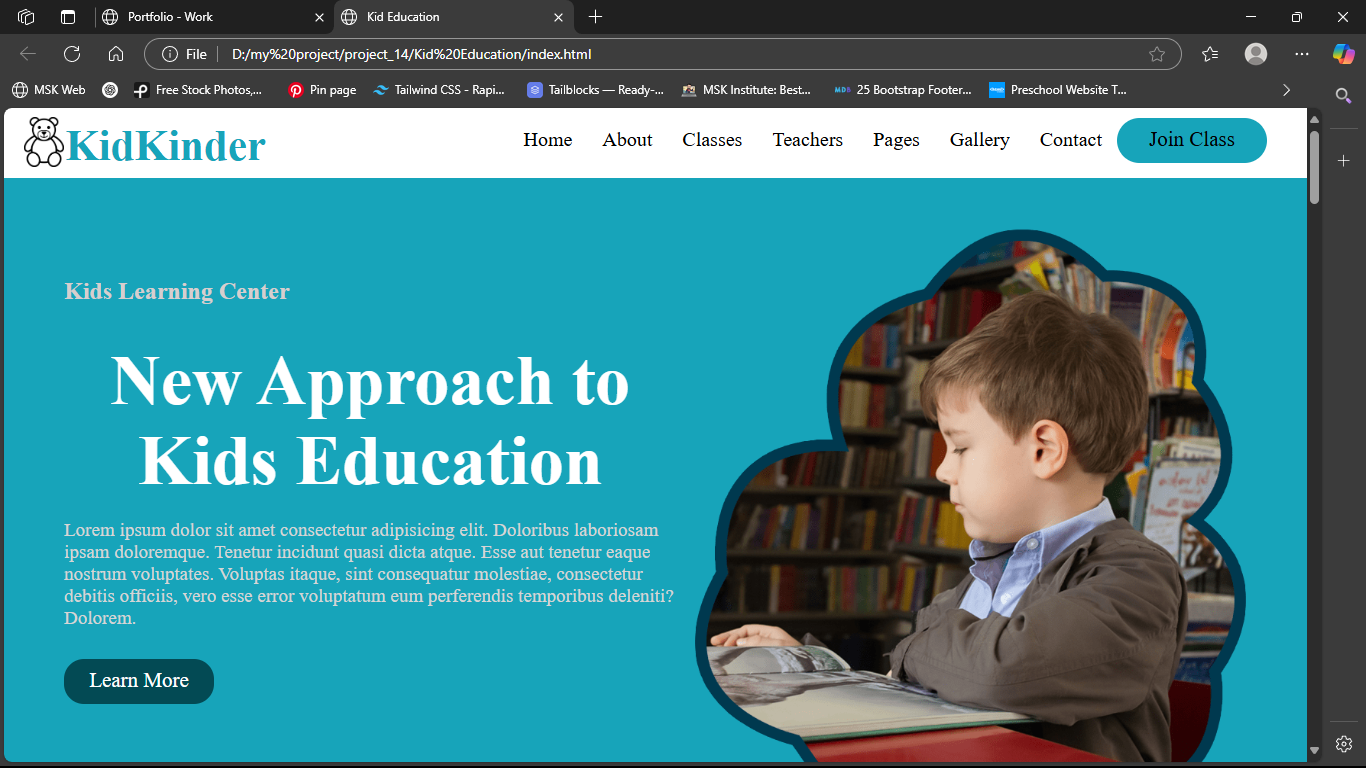 Portfolio - Work
Kid Education
File
D:/my%20project/project_14/Kid%20Education/index.html
MSK Web
Free Stock Photos,...
Pin page
Tailwind CSS - Rapi...
Tailblocks — Ready-...
MSK Institute: Best...
25 Bootstrap Footer...
Preschool Website T...
KidKinder
Home
About
Classes
Teachers
Pages
Gallery
Contact
Join Class
Kids Learning Center
New Approach to
Kids Education
Lorem ipsum dolor sit amet consectetur adipisicing elit. Doloribus laboriosam
ipsam doloremque. Tenetur incidunt quasi dicta atque. Esse aut tenetur eaque
nostrum voluptates. Voluptas itaque, sint consequatur molestiae, consectetur
debitis officiis, vero esse error voluptatum eum perferendis temporibus deleniti?
Dolorem.
Learn More